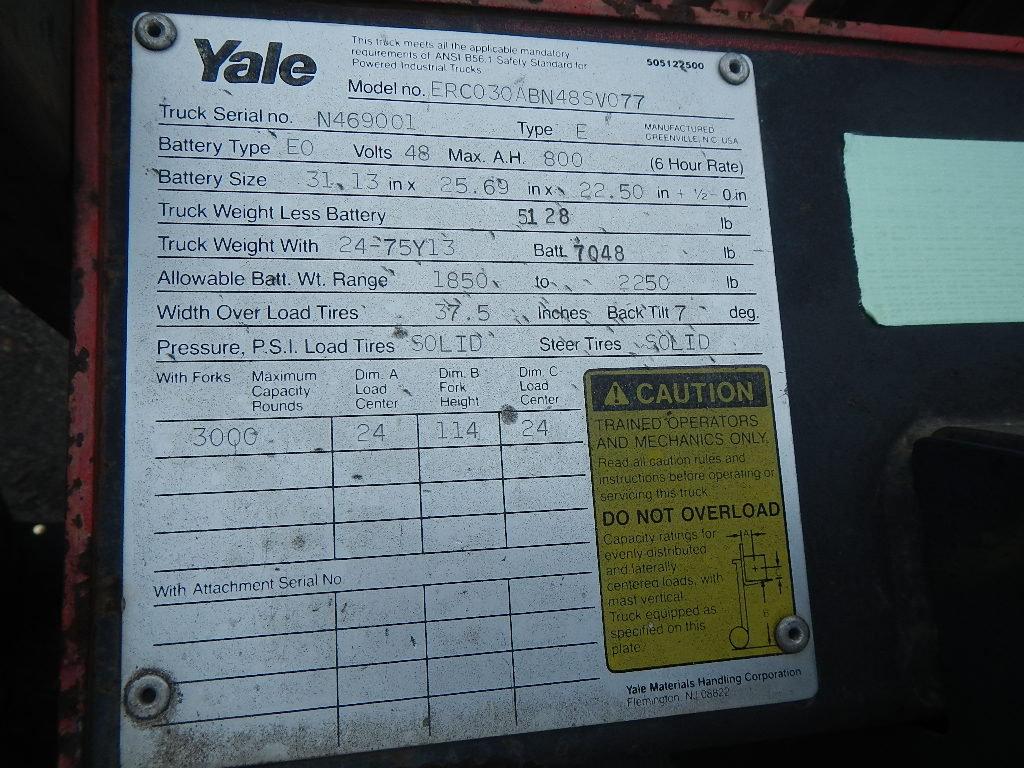 Yale
This truck meets all the applicable mandatory
requirements of ANSI B56.1 Safety Standard for
Powered Industrial Trucks
505122500
Model no. ERC030ABN48SV077
Truck Serial no. N469001 Type E
MANUFACTURED
GREENVILLE, N.C. USA
Battery Type EO Volts 48 Max. A.H. 800 (6 Hour Rate)
Battery Size 31.13 in x 25.69 in x 22.50 in + ½ - 0 in
Truck Weight Less Battery 5128 lb
Truck Weight With 24-75Y13 Batt. 7048 lb
Allowable Batt. Wt. Range 1850 to 2250 lb
Width Over Load Tires 37.5 Inches Back Tilt 7 deg.
Pressure, P.S.I. Load Tires SOLID Steer Tires SOLID
With Forks Maximum Capacity Pounds Dim. A Load Center Dim. B Fork Height Dim. C Load Center
3000 24 114 24
With Attachment Serial No
CAUTION
TRAINED OPERATORS
AND MECHANICS ONLY.
Read all caution rules and
instructions before operating or
servicing this truck.
DO NOT OVERLOAD
Capacity ratings for
evenly distributed
and laterally
centered loads, with
mast vertical.
Truck equipped as
specified on this
plate.
A
B
Yale Materials Handling Corporation
Flemington, NJ 08822